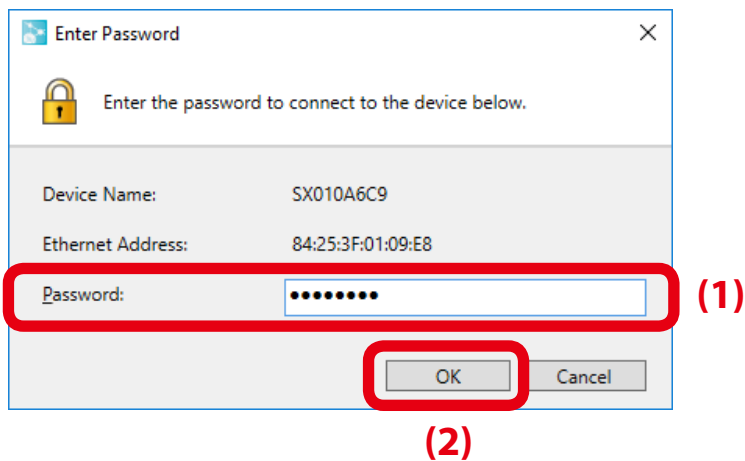 Enter Password
Enter the password to connect to the device below.
Device Name: SX010A6C9
Ethernet Address: 84:25:3F:01:09:E8
Password: ●●●●●●●●
(1)
OK Cancel
(2)